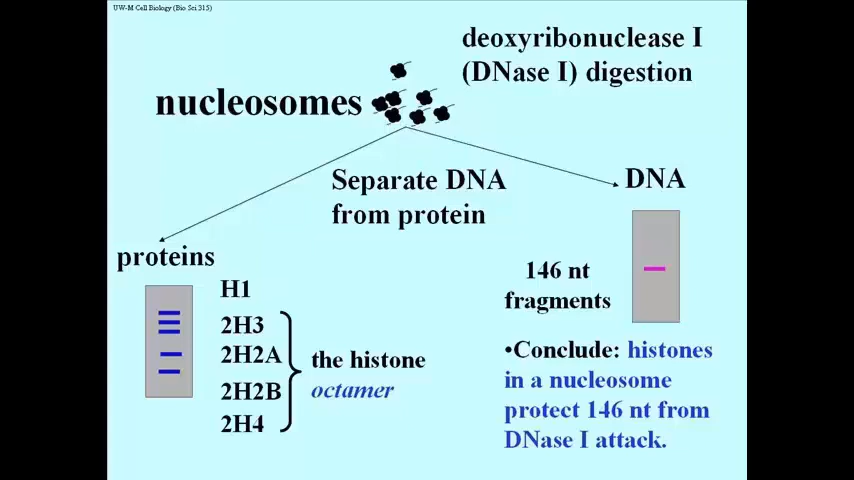 UW-M Cell Biology (Bio Sci 315)
deoxyribonuclease I
(DNase I) digestion
nucleosomes
Separate DNA
from protein
DNA
proteins
H1
2H3
2H2A
2H2B
2H4
the histone
octamer
146 nt
fragments
•Conclude: histones
in a nucleosome
protect 146 nt from
DNase I attack.